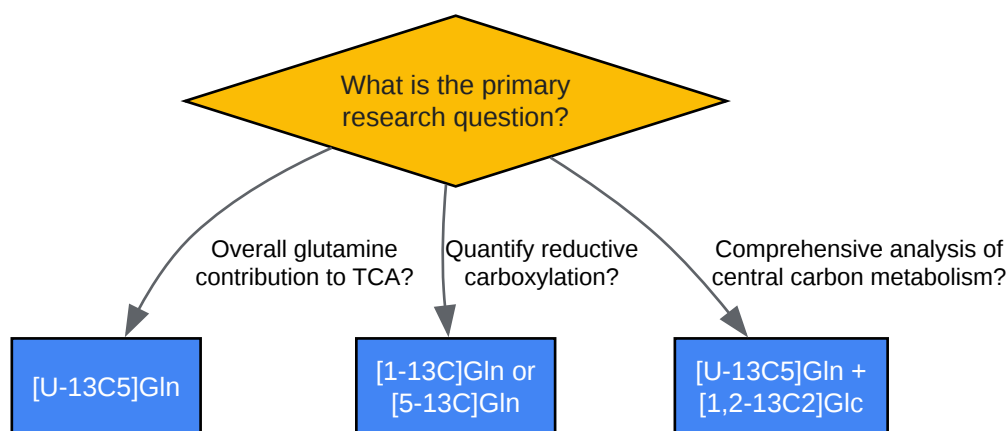 What is the primary
research question?
Overall glutamine
contribution to TCA?
Quantify reductive
carboxylation?
Comprehensive analysis of
central carbon metabolism?
[U-13C5]Gln
[1-13C]Gln or
[5-13C]Gln
[U-13C5]Gln +
[1,2-13C2]Glc